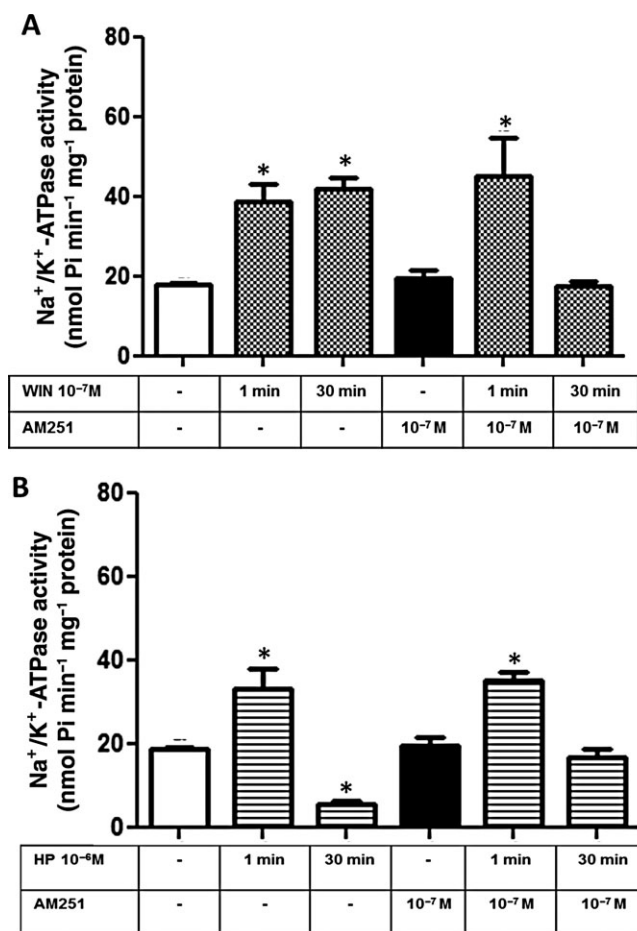 A
Na⁺/K⁺-ATPase activity
(nmol Pi min⁻¹ mg⁻¹ protein)
80
60
40
20
0
* * *
WIN 10⁻⁷M - 1 min 30 min - 1 min 30 min
AM251 - - - 10⁻⁷ M 10⁻⁷ M 10⁻⁷ M
B
Na⁺/K⁺-ATPase activity
(nmol Pi min⁻¹ mg⁻¹ protein)
80
60
40
20
0
* * *
HP 10⁻⁶M - 1 min 30 min - 1 min 30 min
AM251 - - - 10⁻⁷ M 10⁻⁷ M 10⁻⁷ M